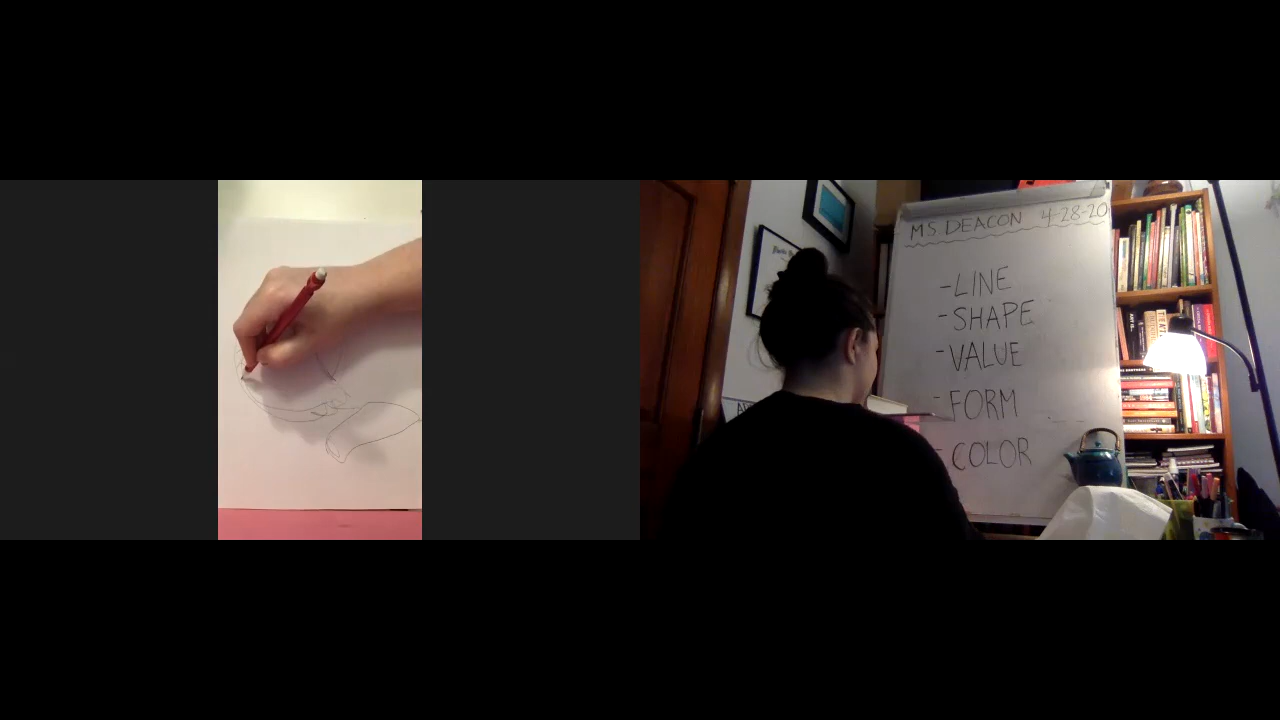 MS DEACON 4-28-20
- LINE
- SHAPE
- VALUE
- FORM
- COLOR